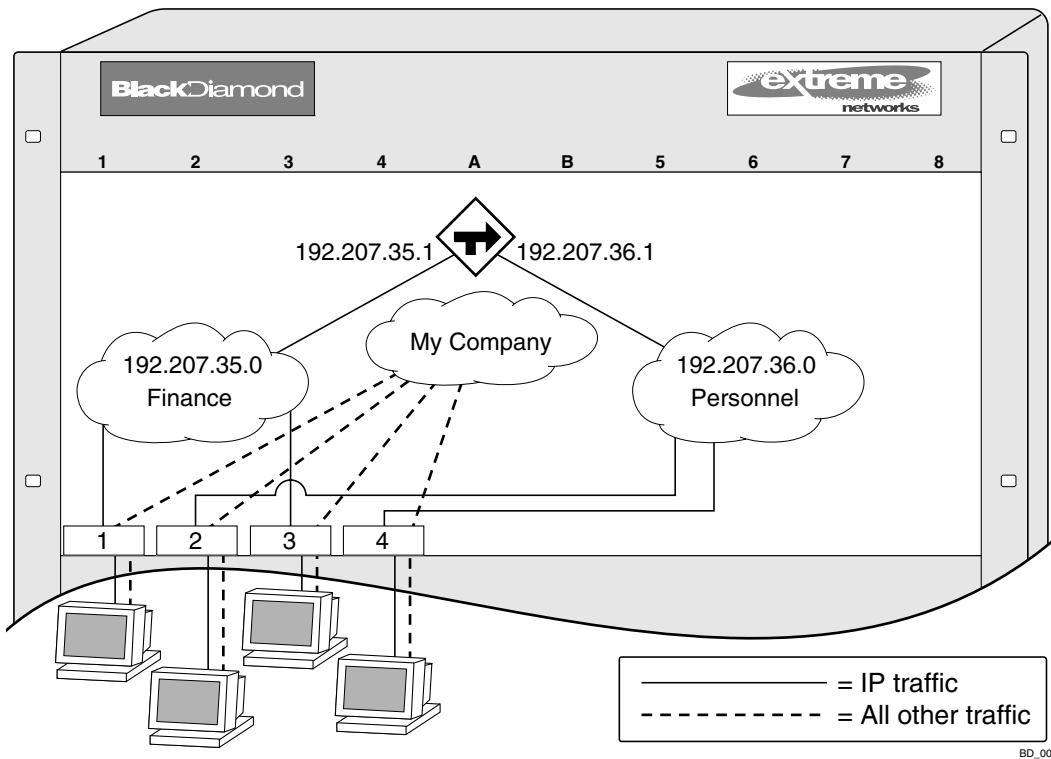 BlackDiamond
extreme
networks
1 2 3 4 A B 5 6 7 8
192.207.35.1
192.207.36.1
My Company
192.207.35.0
Finance
192.207.36.0
Personnel
1 2 3 4
= IP traffic
= All other traffic
BD_00